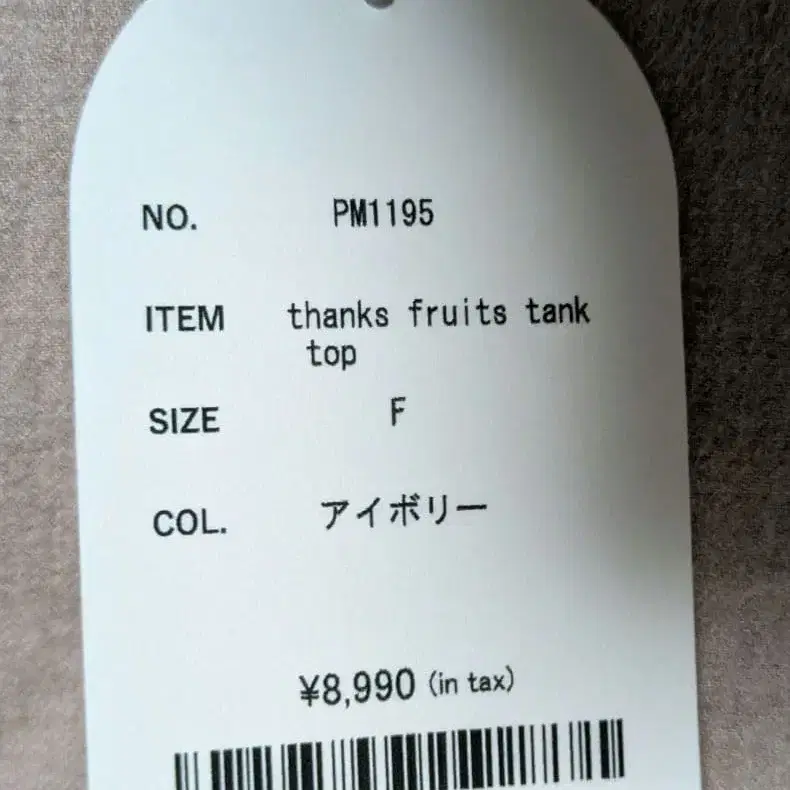 NO. PM1195
ITEM thanks fruits tank
top
SIZE F
COL. アイボリー
¥8,990 (in tax)